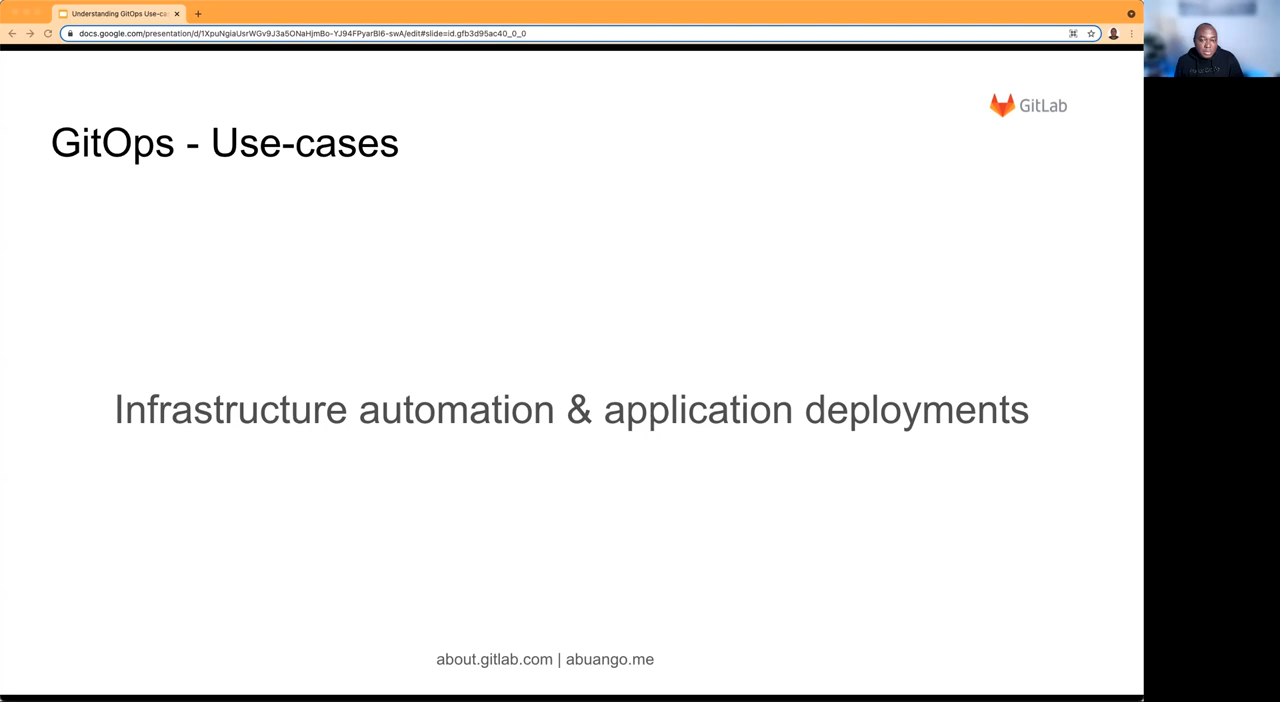 Understanding GitOps Use-ca
docs.google.com/presentation/d/1XpuNgiaUsrWGv9J3a5ONaHjmBo-YJ94FPyarBl6-swA/edit#slide=id.gfb3d95ac40_0_0
GitLab
GitOps - Use-cases
Infrastructure automation & application deployments
about.gitlab.com | abuango.me